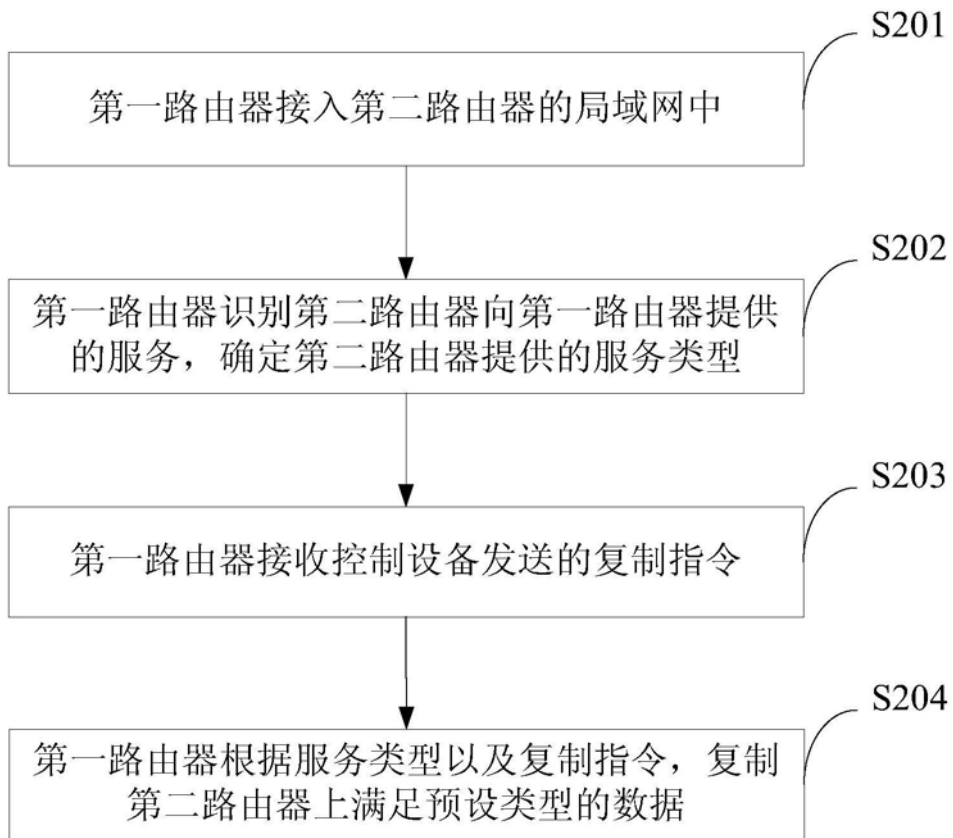 S201
第一路由器接入第二路由器的局域网中
S202
第一路由器识别第二路由器向第一路由器提供
的服务，确定第二路由器提供的服务类型
S203
第一路由器接收控制设备发送的复制指令
S204
第一路由器根据服务类型以及复制指令，复制
第二路由器上满足预设类型的数据